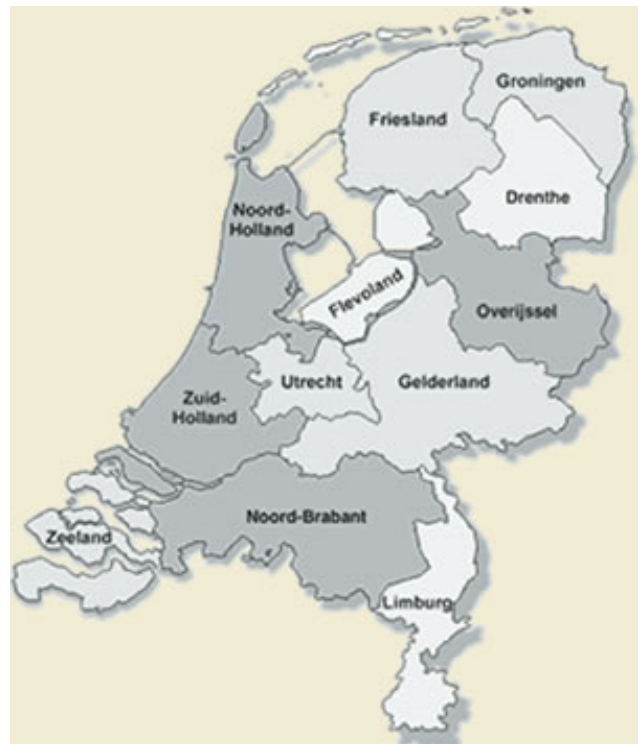 Groningen
Friesland
Drenthe
Noord-
Holland
Flevoland
Overijssel
Utrecht
Gelderland
Zuid-
Holland
Noord-Brabant
Zeeland
Limburg